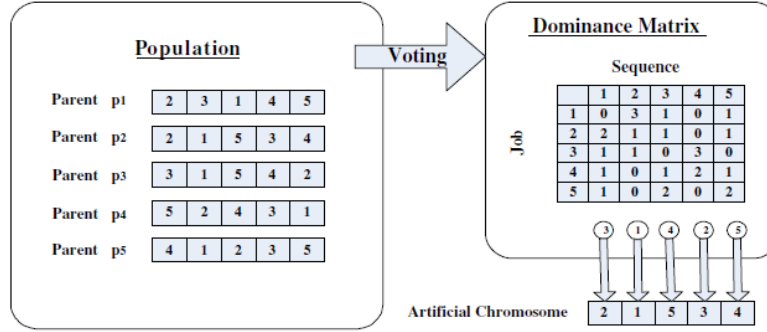 Population
Parent p1 2 3 1 4 5
Parent p2 2 1 5 3 4
Parent p3 3 1 5 4 2
Parent p4 5 2 4 3 1
Parent p5 4 1 2 3 5
Voting
Dominance Matrix
Sequence
Job
1 2 3 4 5
1 0 3 1 0 1
2 2 1 1 0 1
3 1 1 0 3 0
4 1 0 1 2 1
5 1 0 2 0 2
3 1 4 2 5
Artificial Chromosome 2 1 5 3 4